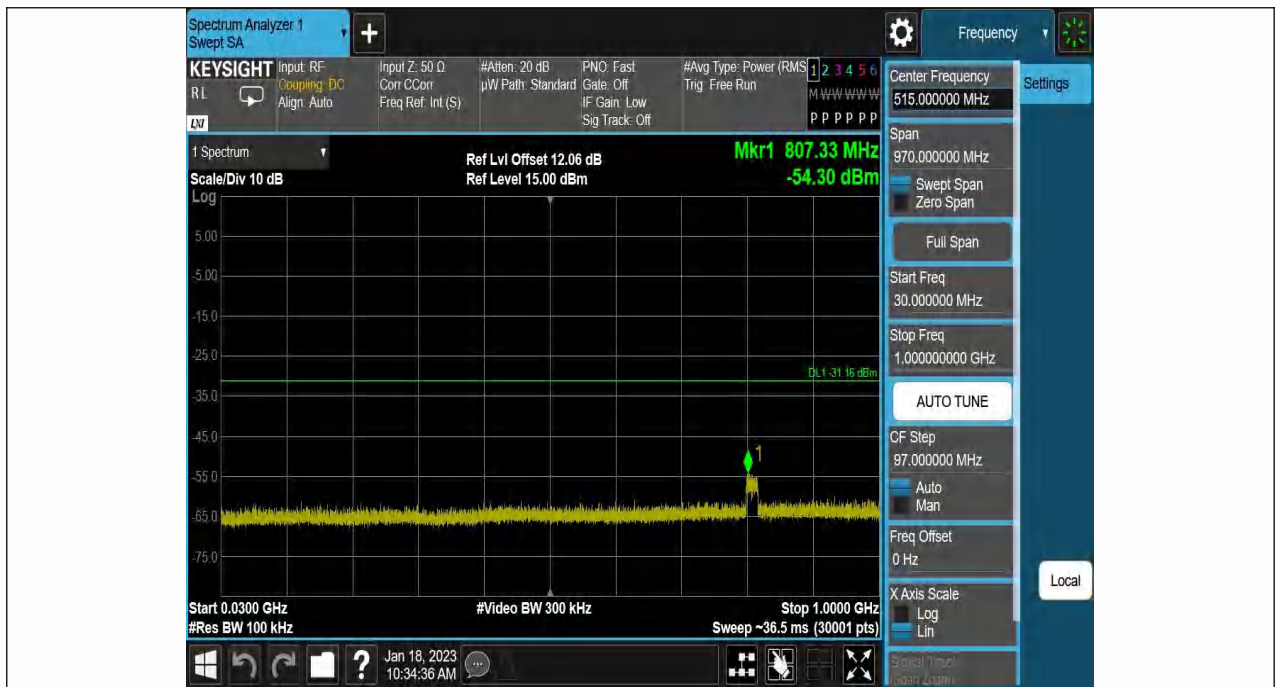 Spectrum Analyzer 1
Swept SA
+
Frequency
KEYSIGHT
RL
LXI
Input: RF
Coupling: DC
Align: Auto
Input Z: 50 Ω
Corr CCorr
Freq Ref: Int (S)
#Atten: 20 dB
µW Path: Standard
PNO: Fast
Gate: Off
IF Gain: Low
Sig Track: Off
#Avg Type: Power (RMS
Trig: Free Run
1 2 3 4 5 6
M W W W W W
P P P P P P
1 Spectrum
Scale/Div 10 dB
Ref Lvl Offset 12.06 dB
Ref Level 15.00 dBm
Mkr1 807.33 MHz
-54.30 dBm
Log
5.00
-5.00
-15.0
-25.0
-35.0
-45.0
-55.0
-65.0
-75.0
DL1 -31.16 dBm
1
Start 0.0300 GHz
#Res BW 100 kHz
#Video BW 300 kHz
Stop 1.0000 GHz
Sweep ~36.5 ms (30001 pts)
Center Frequency
515.000000 MHz
Settings
Span
970.000000 MHz
Swept Span
Zero Span
Full Span
Start Freq
30.000000 MHz
Stop Freq
1.000000000 GHz
AUTO TUNE
CF Step
97.000000 MHz
Auto
Man
Freq Offset
0 Hz
X Axis Scale
Log
Lin
Signal Track
(Span Zoom)
Local
?
Jan 18, 2023
10:34:36 AM